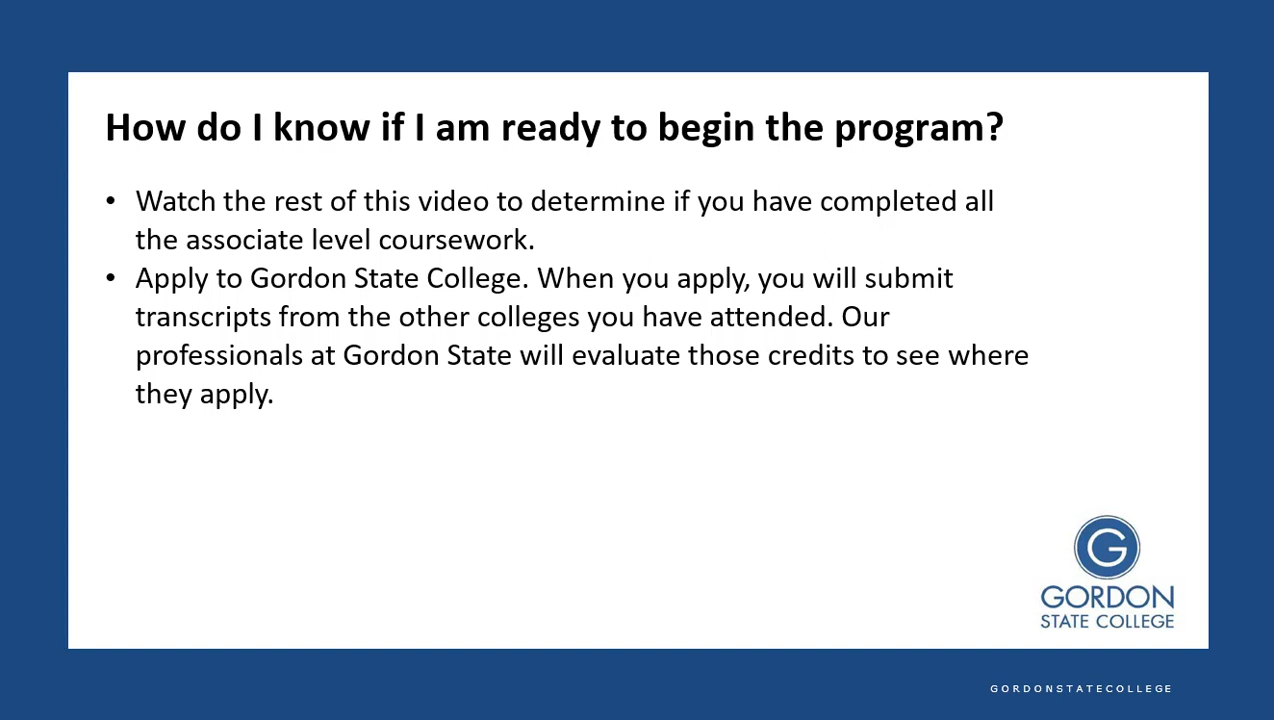 How do I know if I am ready to begin the program?
• Watch the rest of this video to determine if you have completed all
the associate level coursework.
• Apply to Gordon State College. When you apply, you will submit
transcripts from the other colleges you have attended. Our
professionals at Gordon State will evaluate those credits to see where
they apply.
G
GORDON
STATE COLLEGE
GORDONSTATECOLLEGE